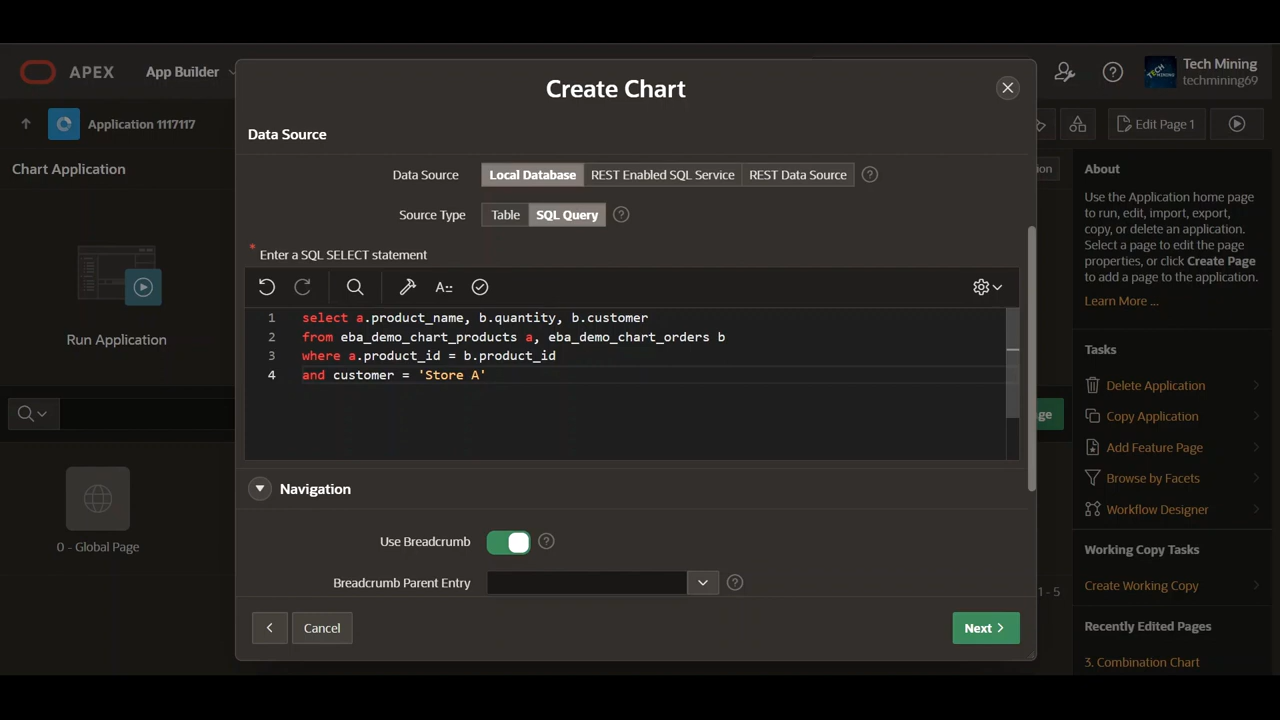 APEX
App Builder
Tech Mining
techmining69
Application 1117117
Edit Page 1
Chart Application
Run Application
0 - Global Page
Create Chart
Data Source
Data Source
Local Database
REST Enabled SQL Service
REST Data Source
Source Type
Table
SQL Query
* Enter a SQL SELECT statement
A::
1 select a.product_name, b.quantity, b.customer
2 from eba_demo_chart_products a, eba_demo_chart_orders b
3 where a.product_id = b.product_id
4 and customer = 'Store A'
Navigation
Use Breadcrumb
Breadcrumb Parent Entry
Cancel
Next
ion
ge
1 - 5
About
Use the Application home page
to run, edit, import, export,
copy, or delete an application.
Select a page to edit the page
properties, or click Create Page
to add a page to the application.
Learn More ...
Tasks
Delete Application
Copy Application
Add Feature Page
Browse by Facets
Workflow Designer
Working Copy Tasks
Create Working Copy
Recently Edited Pages
3. Combination Chart